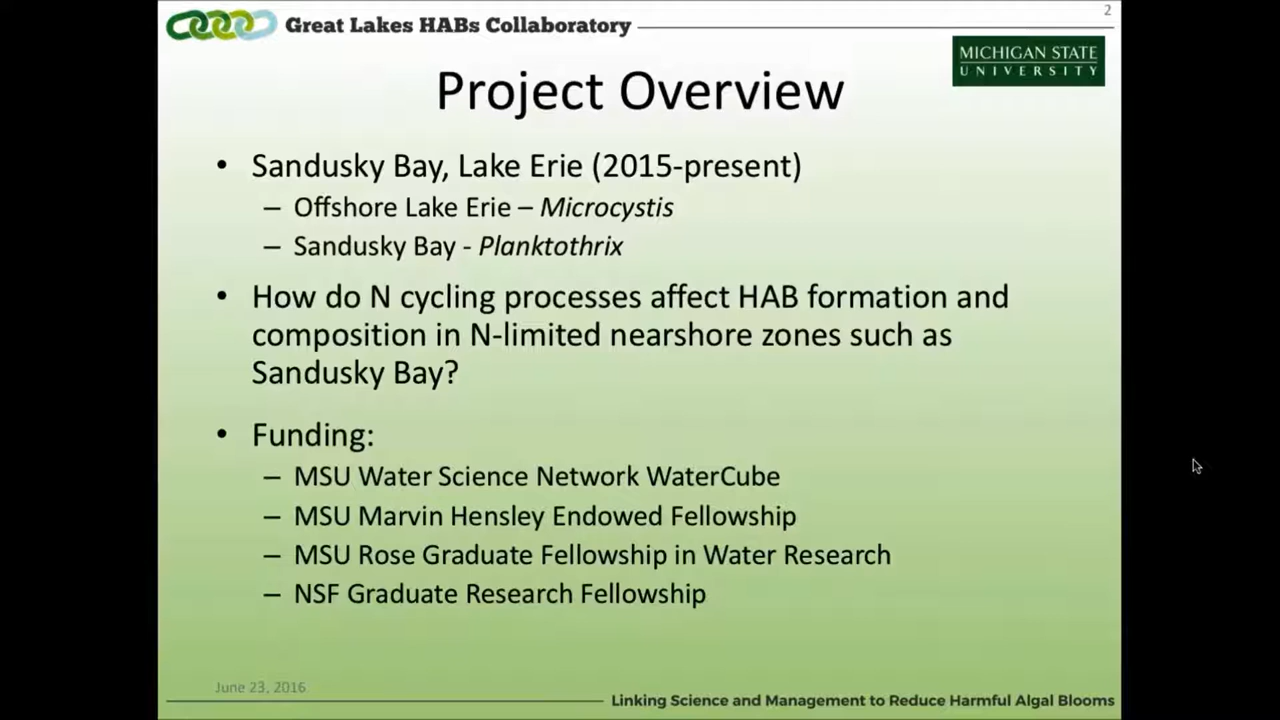 2
Great Lakes HABs Collaboratory
MICHIGAN STATE
UNIVERSITY
Project Overview
• Sandusky Bay, Lake Erie (2015-present)
– Offshore Lake Erie – Microcystis
– Sandusky Bay - Planktothrix
• How do N cycling processes affect HAB formation and
composition in N-limited nearshore zones such as
Sandusky Bay?
• Funding:
– MSU Water Science Network WaterCube
– MSU Marvin Hensley Endowed Fellowship
– MSU Rose Graduate Fellowship in Water Research
– NSF Graduate Research Fellowship
June 23, 2016
Linking Science and Management to Reduce Harmful Algal Blooms